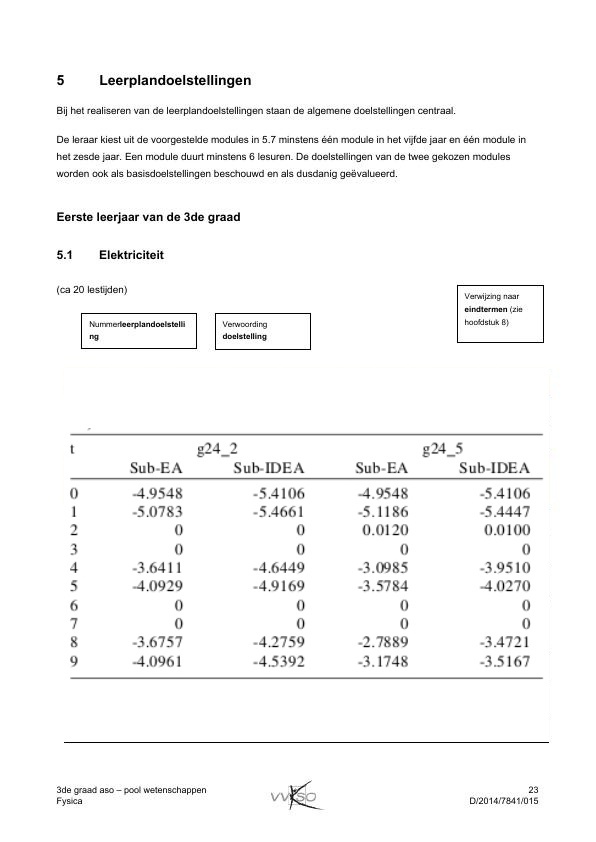 5 Leerplandoelstellingen
Bij het realiseren van de leerplandoelstellingen staan de algemene doelstellingen centraal.
De leraar kiest uit de voorgestelde modules in 5.7 minstens één module in het vijfde jaar en één module in
het zesde jaar. Een module duurt minstens 6 lesuren. De doelstellingen van de twee gekozen modules
worden ook als basisdoelstellingen beschouwd en als dusdanig geëvalueerd.
Eerste leerjaar van de 3de graad
5.1 Elektriciteit
(ca 20 lestijden)
Verwijzing naar
eindtermen (zie
hoofdstuk 8)
Nummerleerplandoelstelli
ng
Verwoording
doelstelling
t g24_2 g24_5
Sub-EA Sub-IDEA Sub-EA Sub-IDEA
0 -4.9548 -5.4106 -4.9548 -5.4106
1 -5.0783 -5.4661 -5.1186 -5.4447
2 0 0 0.0120 0.0100
3 0 0 0 0
4 -3.6411 -4.6449 -3.0985 -3.9510
5 -4.0929 -4.9169 -3.5784 -4.0270
6 0 0 0 0
7 0 0 0 0
8 -3.6757 -4.2759 -2.7889 -3.4721
9 -4.0961 -4.5392 -3.1748 -3.5167
3de graad aso – pool wetenschappen 23
Fysica D/2014/7841/015
vvkso